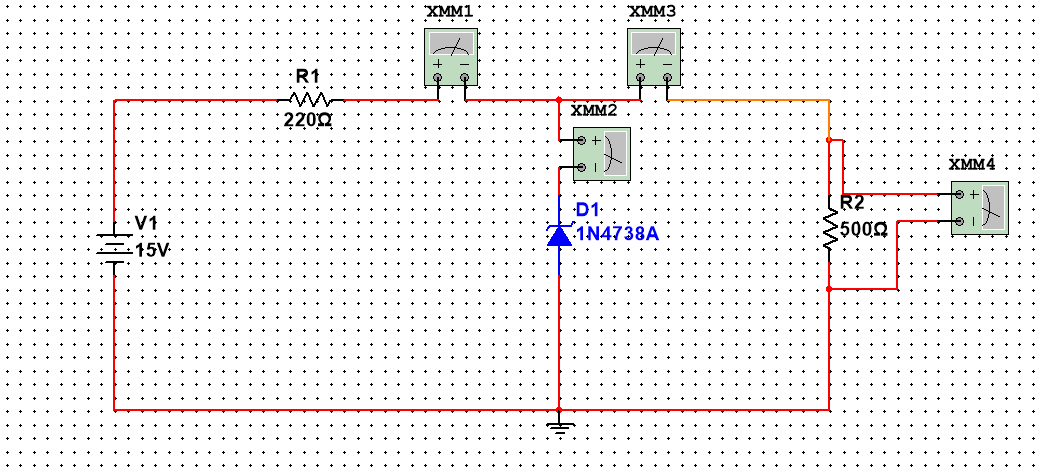 XMM1
XMM3
R1
220Ω
XMM2
XMM4
D1
1N4738A
V1
15V
R2
500Ω